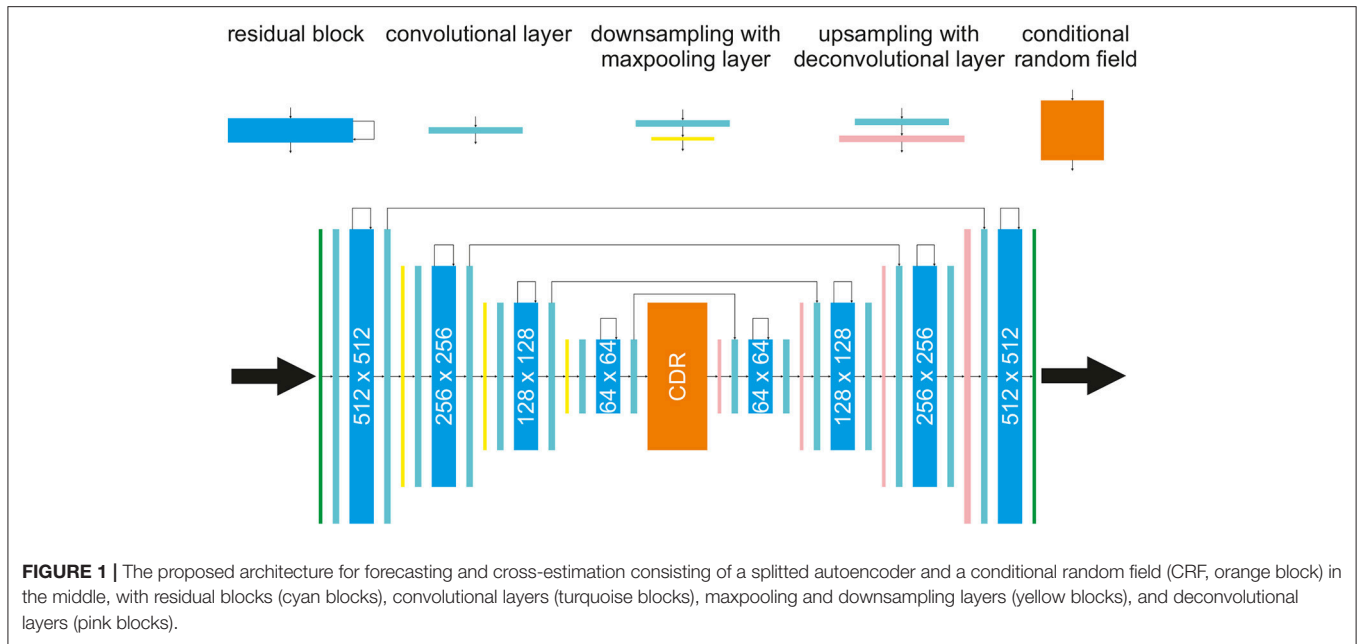 residual block
convolutional layer
downsampling with
maxpooling layer
upsampling with
deconvolutional layer
conditional
random field
512 x 512
256 x 256
128 x 128
64 x 64
CDR
64 x 64
128 x 128
256 x 256
512 x 512
FIGURE 1 | The proposed architecture for forecasting and cross-estimation consisting of a splitted autoencoder and a conditional random field (CRF, orange block) in
the middle, with residual blocks (cyan blocks), convolutional layers (turquoise blocks), maxpooling and downsampling layers (yellow blocks), and deconvolutional
layers (pink blocks).